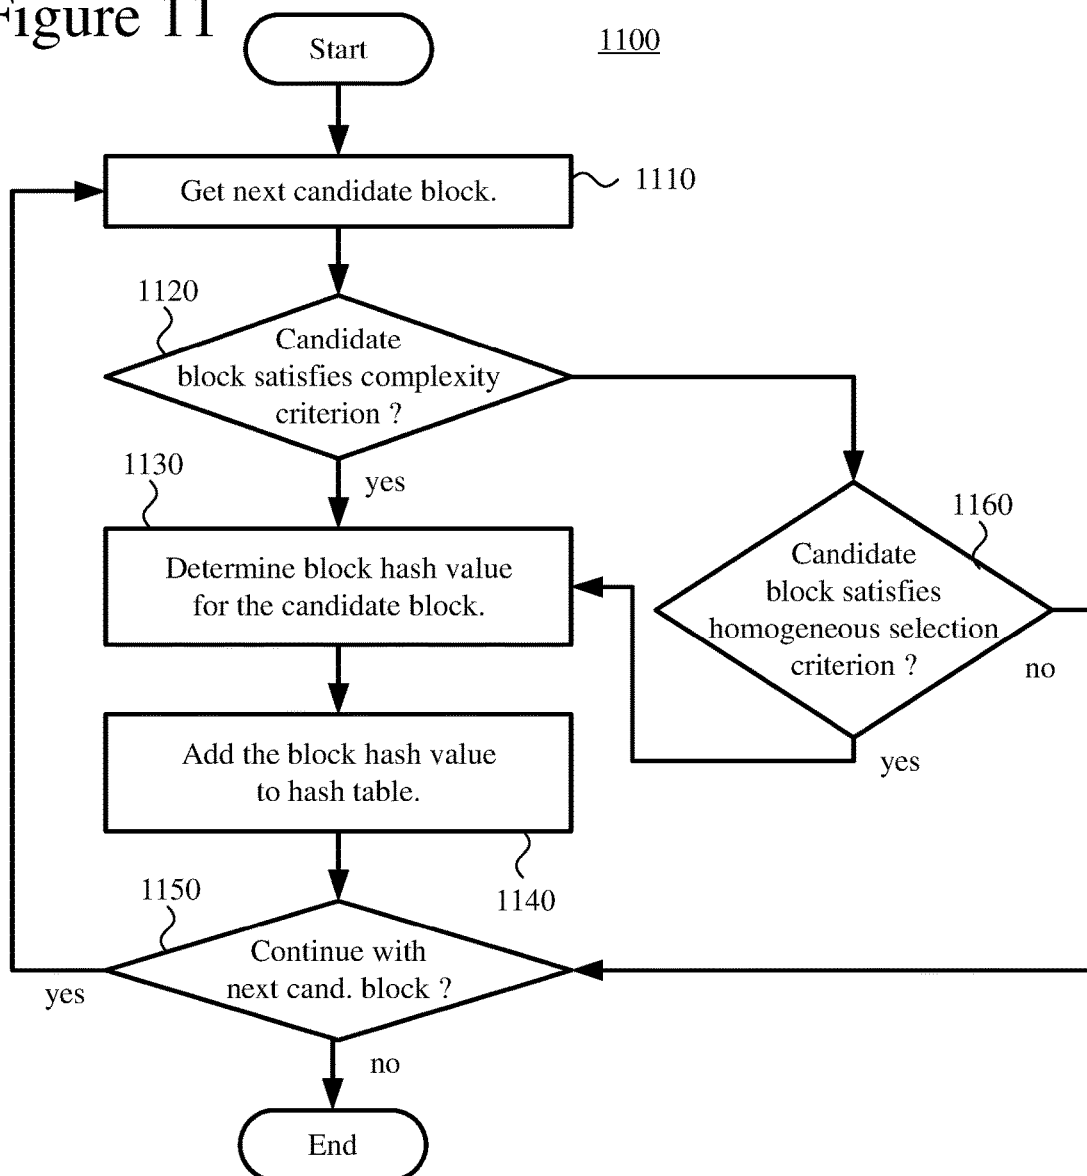 Figure 11
1100
Start
Get next candidate block.
1110
1120
Candidate
block satisfies complexity
criterion ?
yes
1130
Determine block hash value
for the candidate block.
1160
Candidate
block satisfies
homogeneous selection
criterion ?
no
yes
Add the block hash value
to hash table.
1140
1150
Continue with
next cand. block ?
yes
no
End